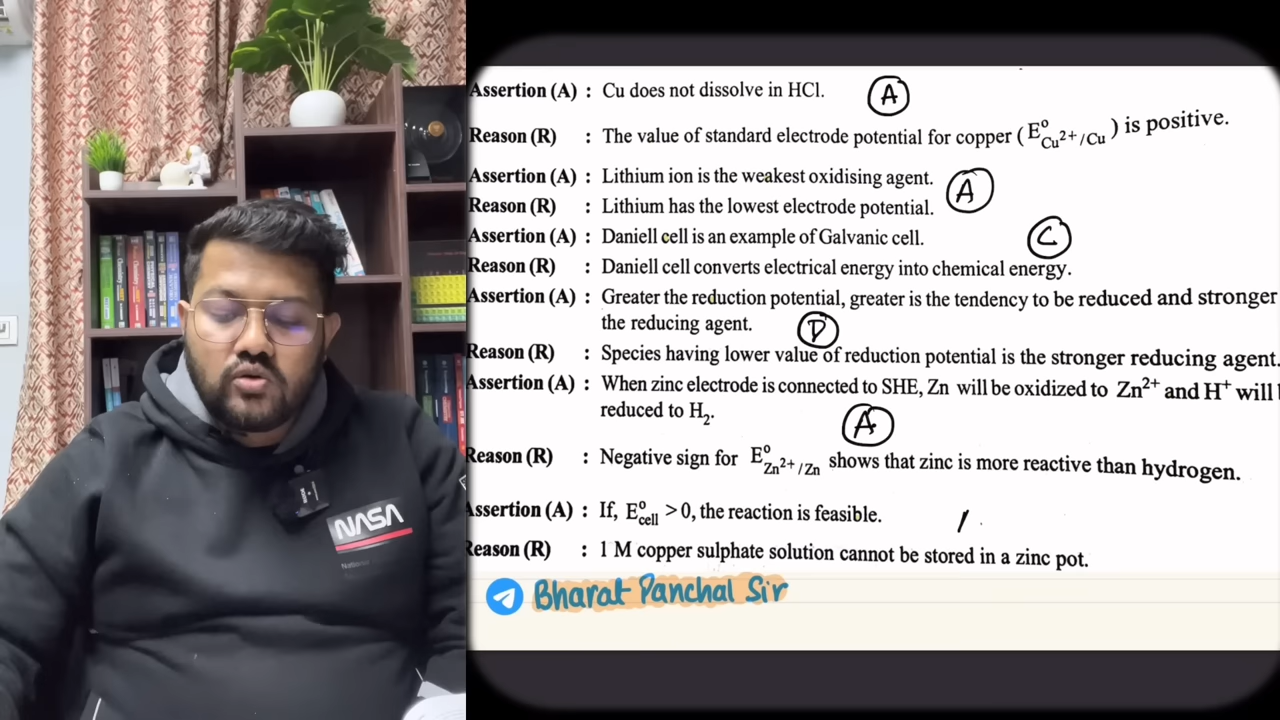 Assertion (A) : Cu does not dissolve in HCl. A
Reason (R) : The value of standard electrode potential for copper (E°Cu²⁺/Cu) is positive.
Assertion (A) : Lithium ion is the weakest oxidising agent.
Reason (R) : Lithium has the lowest electrode potential. A
Assertion (A) : Daniell cell is an example of Galvanic cell. C
Reason (R) : Daniell cell converts electrical energy into chemical energy.
Assertion (A) : Greater the reduction potential, greater is the tendency to be reduced and stronger
the reducing agent. D
Reason (R) : Species having lower value of reduction potential is the stronger reducing agent.
Assertion (A) : When zinc electrode is connected to SHE, Zn will be oxidized to Zn²⁺ and H⁺ will
reduced to H₂. A
Reason (R) : Negative sign for E°Zn²⁺/Zn shows that zinc is more reactive than hydrogen.
Assertion (A) : If, E°cell > 0, the reaction is feasible.
Reason (R) : 1 M copper sulphate solution cannot be stored in a zinc pot.
Bharat Panchal Sir
NASA